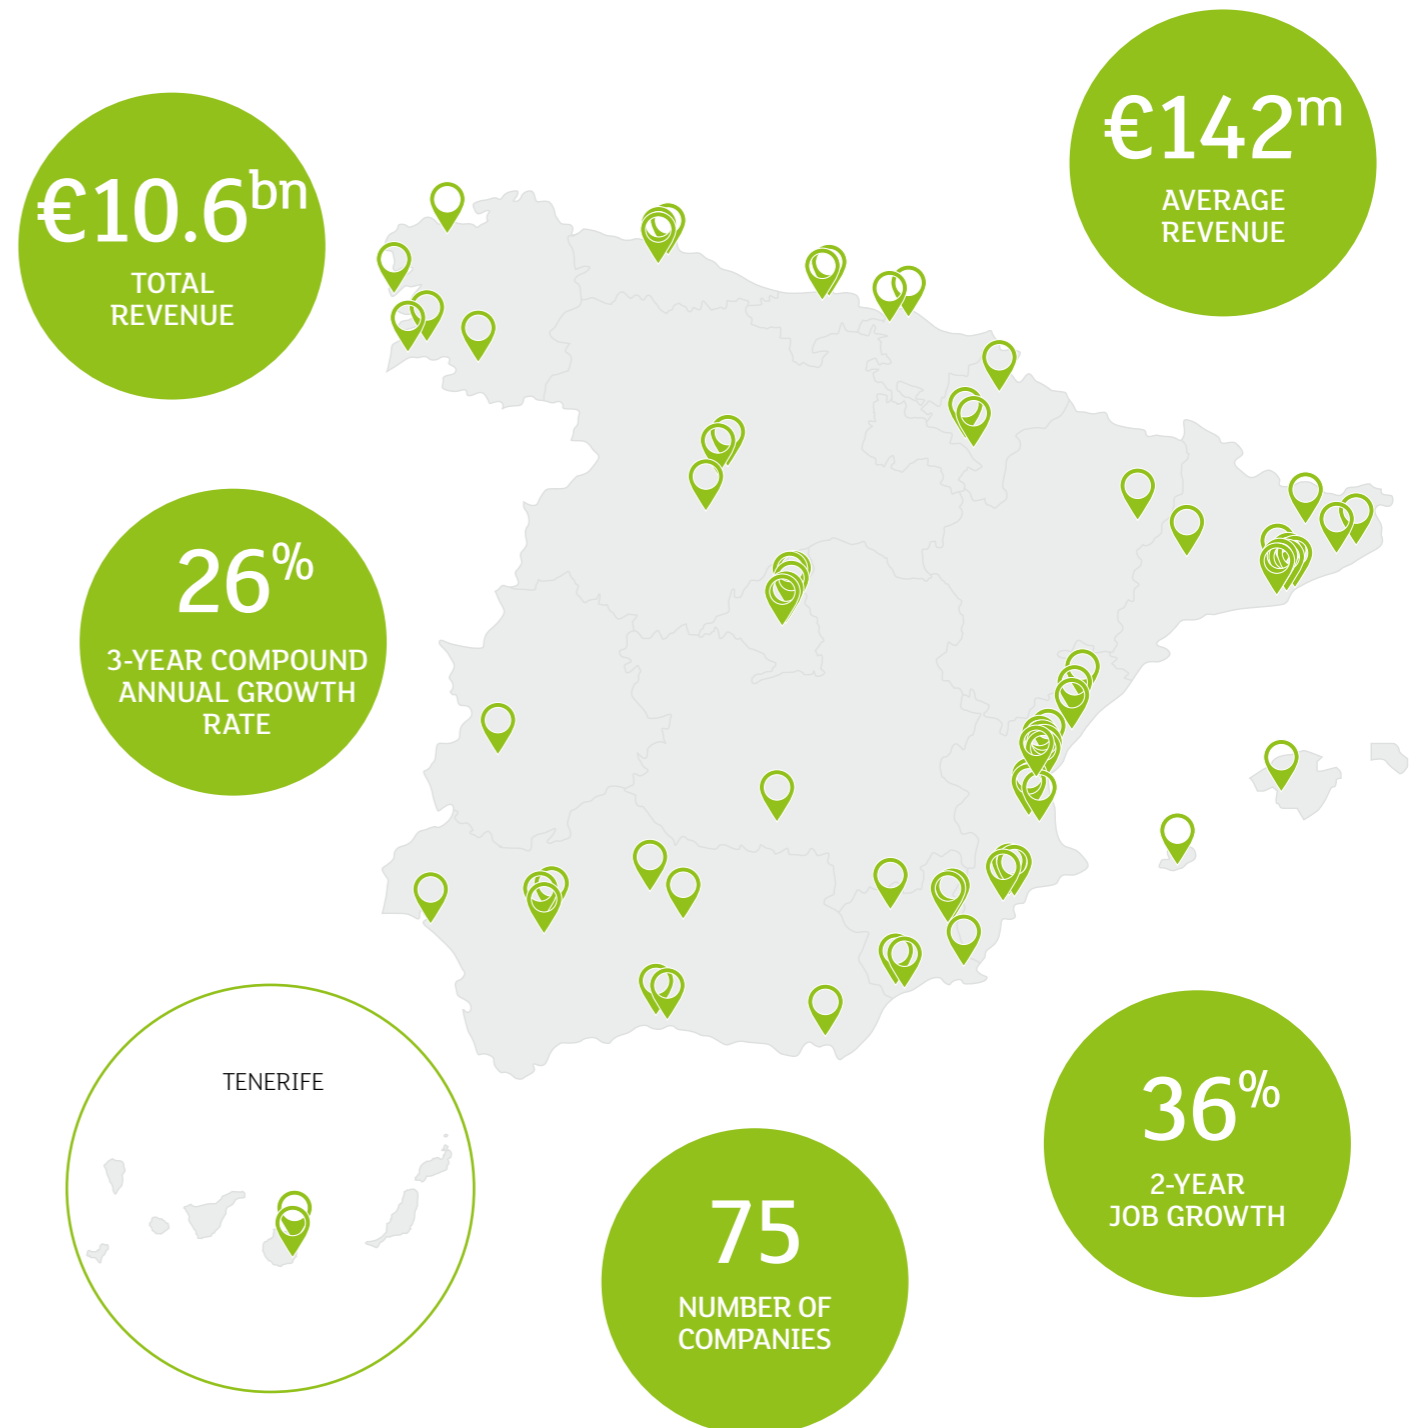 €142m
AVERAGE
REVENUE
€10.6bn
TOTAL
REVENUE
26%
3-YEAR COMPOUND
ANNUAL GROWTH
RATE
TENERIFE
36%
2-YEAR
JOB GROWTH
75
NUMBER OF
COMPANIES